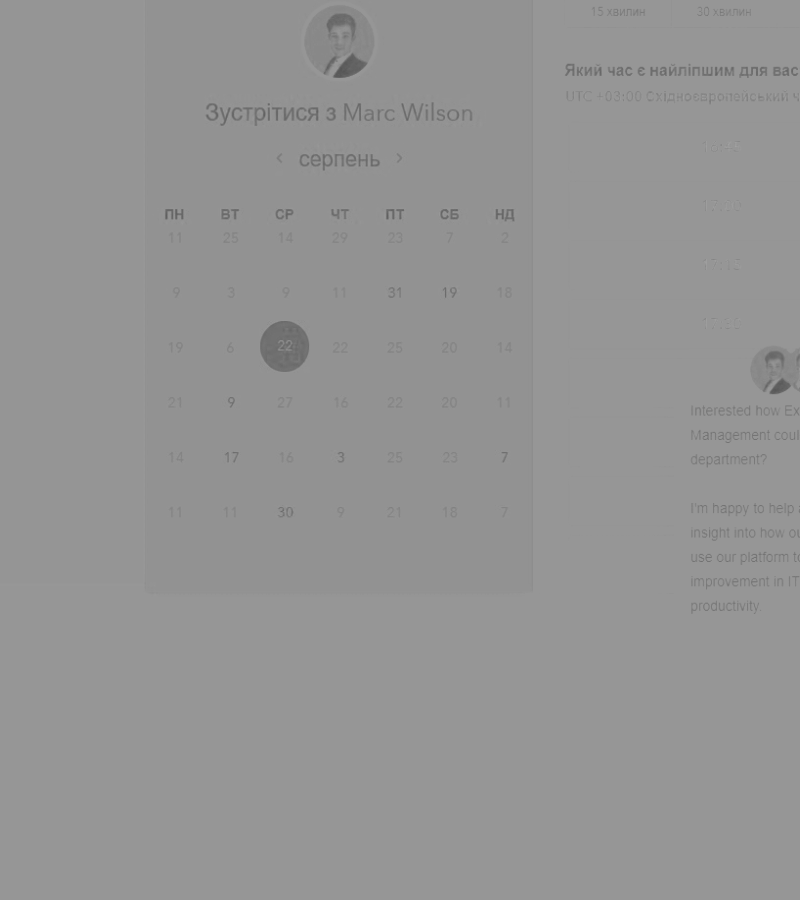 Зустрітися з Marc Wilson
серпень
ПН ВТ СР ЧТ ПТ СБ НД
11 25 14 29 23 7 2
9 3 9 11 31 19 18
19 6 22 22 25 20 14
21 9 27 16 22 20 11
14 17 16 3 25 23 7
11 11 30 9 21 18 7
15 хвилин 30 хвилин
Який час є найліпшим для вас
UTC +03:00 Східноєвропейський ч
Interested how Ex
Management coul
department?
I'm happy to help a
insight into how ou
use our platform to
improvement in IT
productivity.